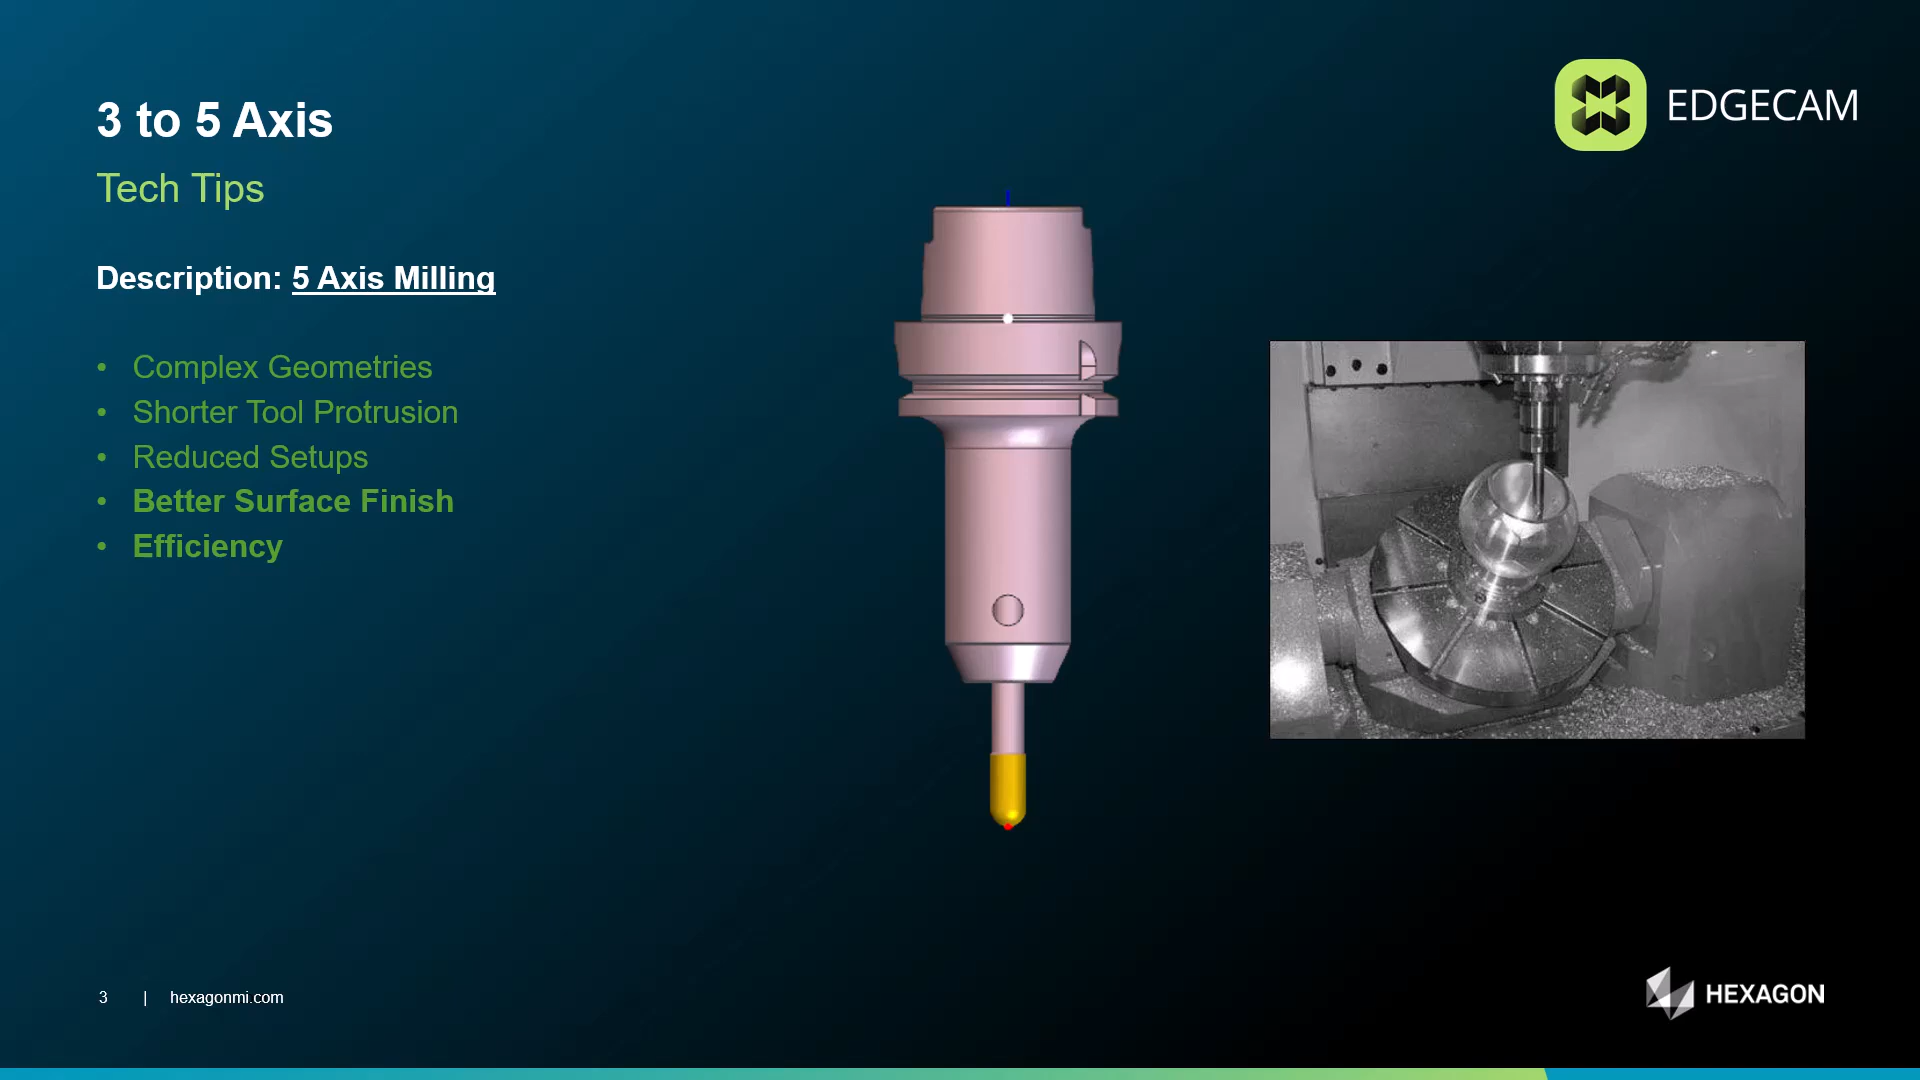 3 to 5 Axis
Tech Tips
EDGECAM
Description: 5 Axis Milling
• Complex Geometries
• Shorter Tool Protrusion
• Reduced Setups
• Better Surface Finish
• Efficiency
3 | hexagonmi.com
HEXAGON